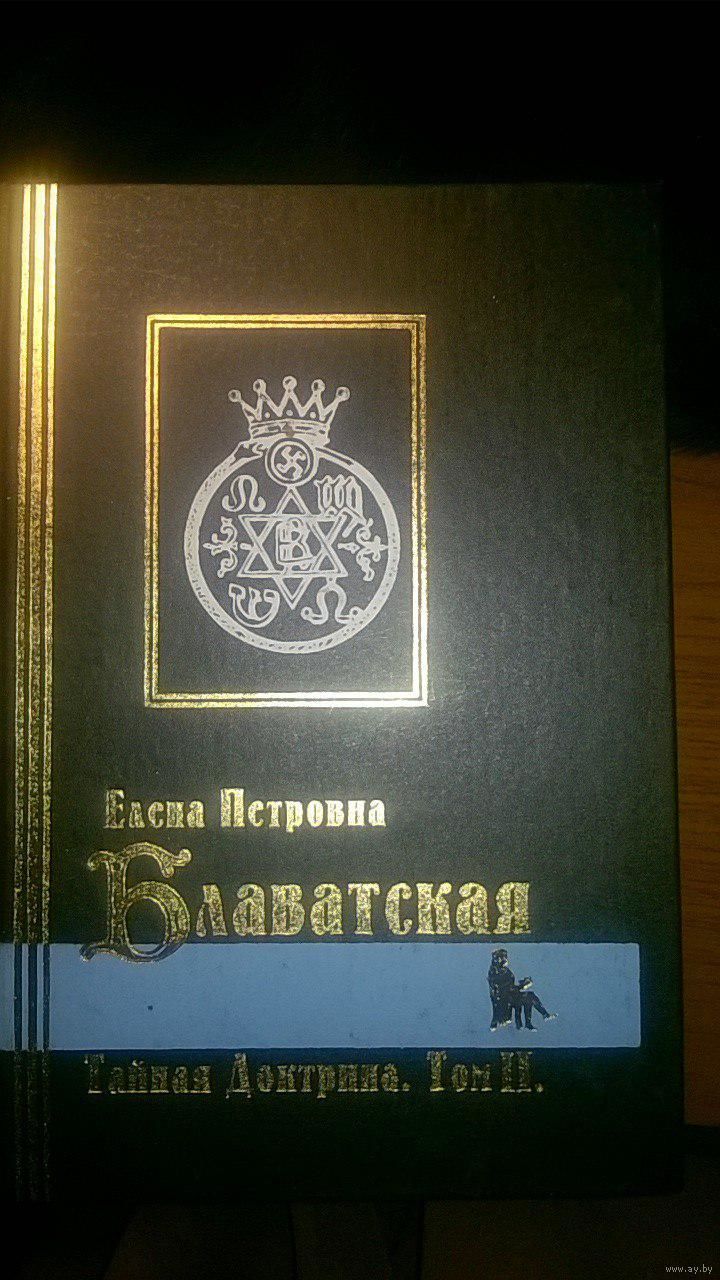 Елена Петровна
Блаватская
Тайная Доктрина. Том II.
www.ay.by